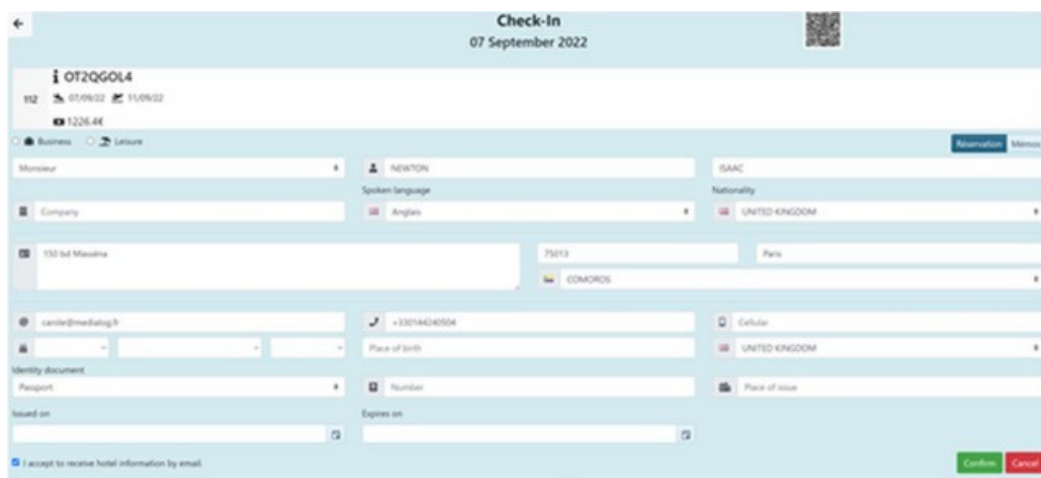 Check-In
07 September 2022
OT2QGOL4
112 07/09/22 11/09/22
1226.4€
Business Leisure Réservation Mémos
Monsieur NEWTON ISAAC
Spoken language Nationality
Company Anglais UNITED KINGDOM
150 bd Masséna 75013 Paris
COMOROS
carole@medialog.fr +330144240504 Cellular
Place of birth UNITED KINGDOM
Identity document
Passport Number Place of issue
Issued on Expires on
I accept to receive hotel information by email. Confirm Cancel